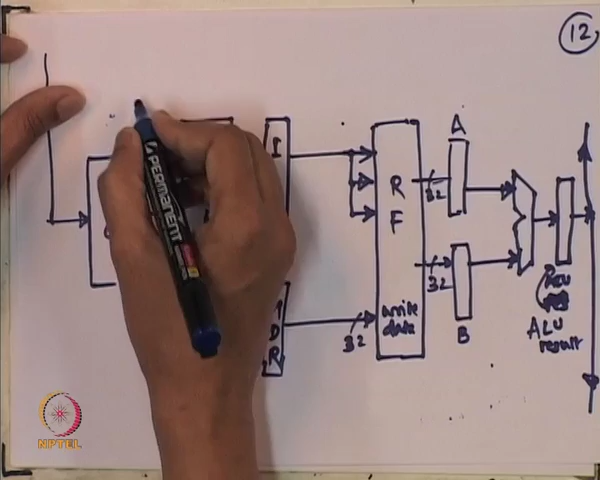 12
PERMANENT
I
A
R
F
32
32
32
write
data
D
R
B
ALU
result
NPTEL